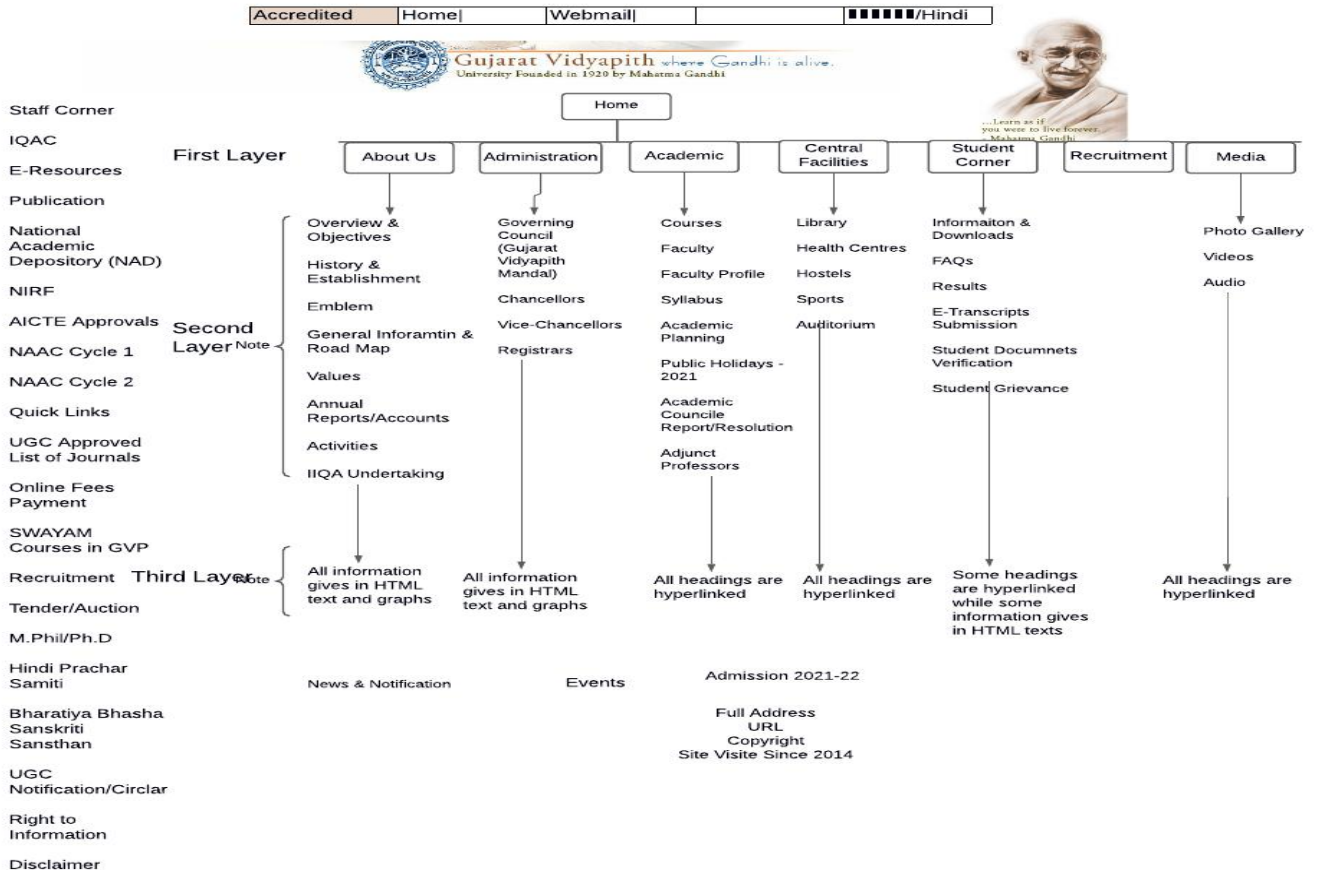 Accredited Home| Webmail| /Hindi
Gujarat Vidyapith where Gandhi is alive.
University Founded in 1920 by Mahatma Gandhi
...Learn as if
you were to live forever.
- Mahatma Gandhi
Home
First Layer
About Us
Administration
Academic
Central
Facilities
Student
Corner
Recruitment
Media
Staff Corner
IQAC
E-Resources
Publication
National
Academic
Depository (NAD)
NIRF
AICTE Approvals
NAAC Cycle 1
NAAC Cycle 2
Quick Links
UGC Approved
List of Journals
Online Fees
Payment
SWAYAM
Courses in GVP
Recruitment
Tender/Auction
M.Phil/Ph.D
Hindi Prachar
Samiti
Bharatiya Bhasha
Sanskriti
Sansthan
UGC
Notification/Circlar
Right to
Information
Disclaimer
Second
Layer Note
Overview &
Objectives
History &
Establishment
Emblem
General Inforamtin &
Road Map
Values
Annual
Reports/Accounts
Activities
IIQA Undertaking
Governing
Council
(Gujarat
Vidyapith
Mandal)
Chancellors
Vice-Chancellors
Registrars
Courses
Faculty
Faculty Profile
Syllabus
Academic
Planning
Public Holidays -
2021
Academic
Councile
Report/Resolution
Adjunct
Professors
Library
Health Centres
Hostels
Sports
Auditorium
Informaiton &
Downloads
FAQs
Results
E-Transcripts
Submission
Student Documnets
Verification
Student Grievance
Photo Gallery
Videos
Audio
Third Layer Note
All information
gives in HTML
text and graphs
All information
gives in HTML
text and graphs
All headings are
hyperlinked
All headings are
hyperlinked
Some headings
are hyperlinked
while some
information gives
in HTML texts
All headings are
hyperlinked
News & Notification
Events
Admission 2021-22
Full Address
URL
Copyright
Site Visite Since 2014